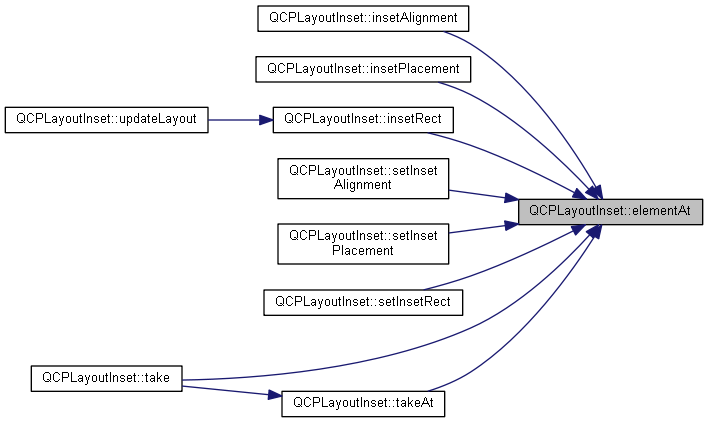 QCPLayoutInset::insetAlignment
QCPLayoutInset::insetPlacement
QCPLayoutInset::updateLayout
QCPLayoutInset::insetRect
QCPLayoutInset::setInset
Alignment
QCPLayoutInset::elementAt
QCPLayoutInset::setInset
Placement
QCPLayoutInset::setInsetRect
QCPLayoutInset::take
QCPLayoutInset::takeAt